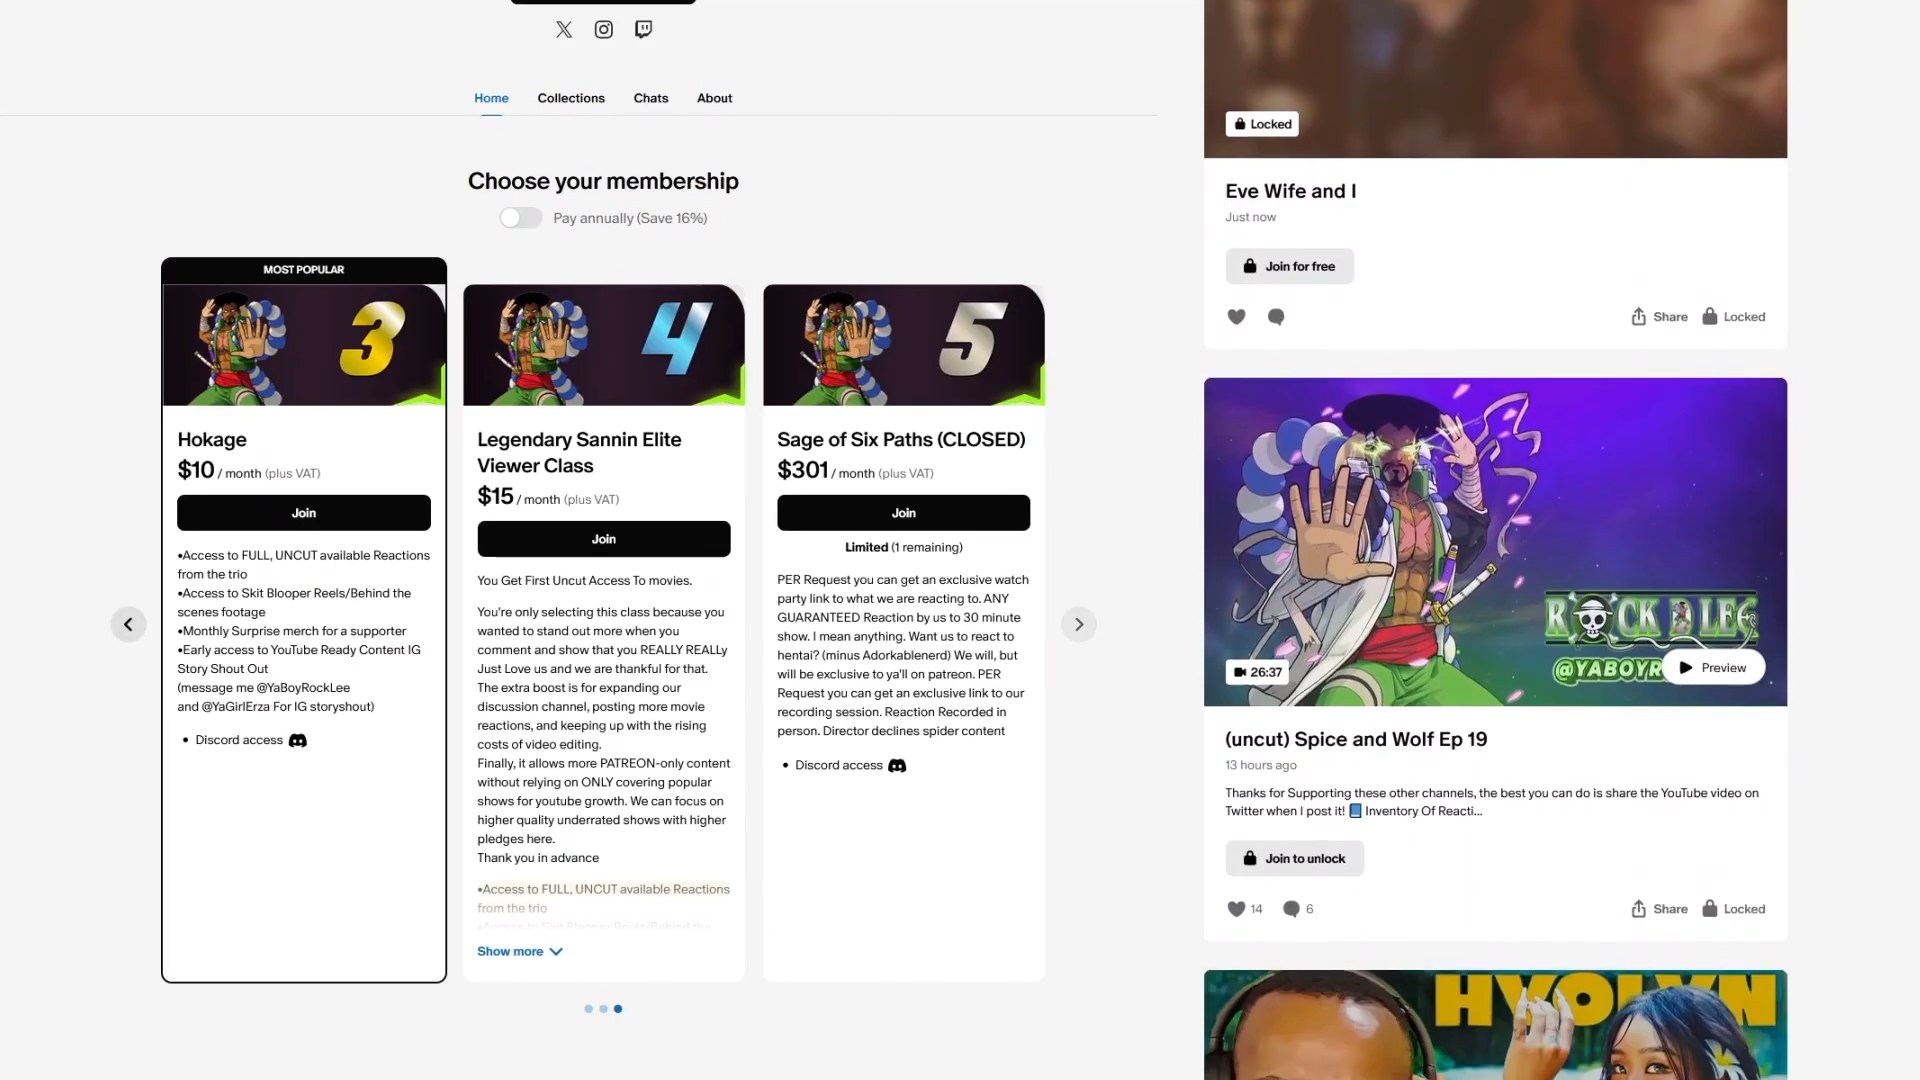 Home Collections Chats About
Choose your membership
Pay annually (Save 16%)
MOST POPULAR
3
Hokage
$10 / month (plus VAT)
Join
•Access to FULL, UNCUT available Reactions
from the trio
•Access to Skit Blooper Reels/Behind the
scenes footage
•Monthly Surprise merch for a supporter
•Early access to YouTube Ready Content IG
Story Shout Out
(message me @YaBoyRockLee
and @YaGirlErza For IG storyshout)
• Discord access
4
Legendary Sannin Elite
Viewer Class
$15 / month (plus VAT)
Join
You Get First Uncut Access To movies.
You're only selecting this class because you
wanted to stand out more when you
comment and show that you REALLY REALLy
Just Love us and we are thankful for that.
The extra boost is for expanding our
discussion channel, posting more movie
reactions, and keeping up with the rising
costs of video editing.
Finally, it allows more PATREON-only content
without relying on ONLY covering popular
shows for youtube growth. We can focus on
higher quality underrated shows with higher
pledges here.
Thank you in advance
•Access to FULL, UNCUT available Reactions
from the trio
•Access to Skit Blooper Reels/Behind the
Show more
5
Sage of Six Paths (CLOSED)
$301 / month (plus VAT)
Join
Limited (1 remaining)
PER Request you can get an exclusive watch
party link to what we are reacting to. ANY
GUARANTEED Reaction by us to 30 minute
show. I mean anything. Want us to react to
hentai? (minus Adorkablenerd) We will, but
will be exclusive to ya'll on patreon. PER
Request you can get an exclusive link to our
recording session. Reaction Recorded in
person. Director declines spider content
• Discord access
Locked
Eve Wife and I
Just now
Join for free
Share Locked
ROCK D LEE
@YABOYR
26:37
Preview
(uncut) Spice and Wolf Ep 19
13 hours ago
Thanks for Supporting these other channels, the best you can do is share the YouTube video on
Twitter when I post it! 📘 Inventory Of Reacti...
Join to unlock
14 6 Share Locked